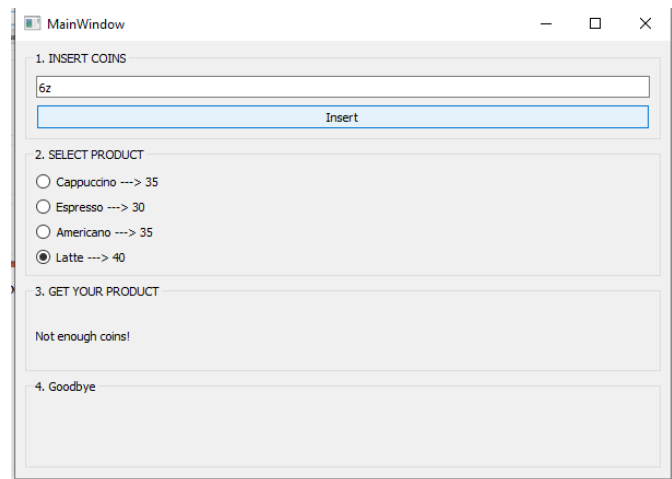 MainWindow
1. INSERT COINS
6z
Insert
2. SELECT PRODUCT
Cappuccino ---> 35
Espresso ---> 30
Americano ---> 35
Latte ---> 40
3. GET YOUR PRODUCT
Not enough coins!
4. Goodbye